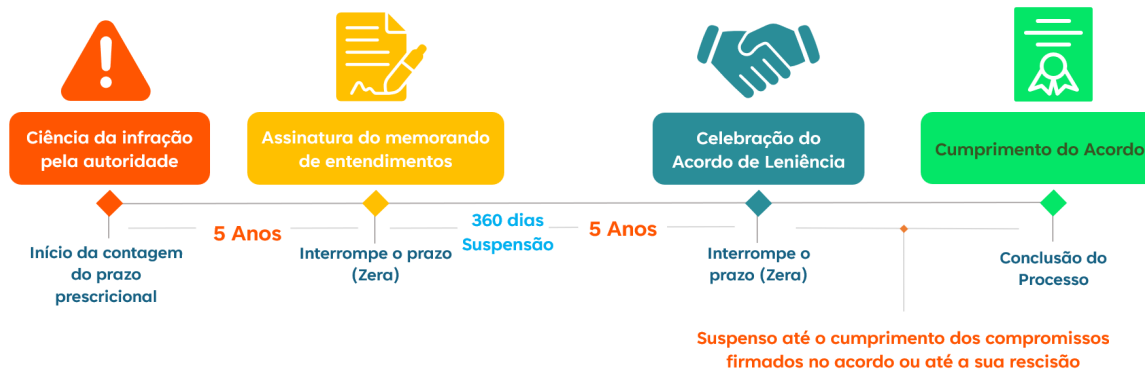 Ciência da infração
pela autoridade
Assinatura do memorando
de entendimentos
Celebração do
Acordo de Leniência
Cumprimento do Acordo
5 Anos
360 dias
Suspensão
5 Anos
Início da contagem
do prazo
prescricional
Interrompe o prazo
(Zera)
Interrompe o
prazo (Zera)
Conclusão do
Processo
Suspenso até o cumprimento dos compromissos
firmados no acordo ou até a sua rescisão